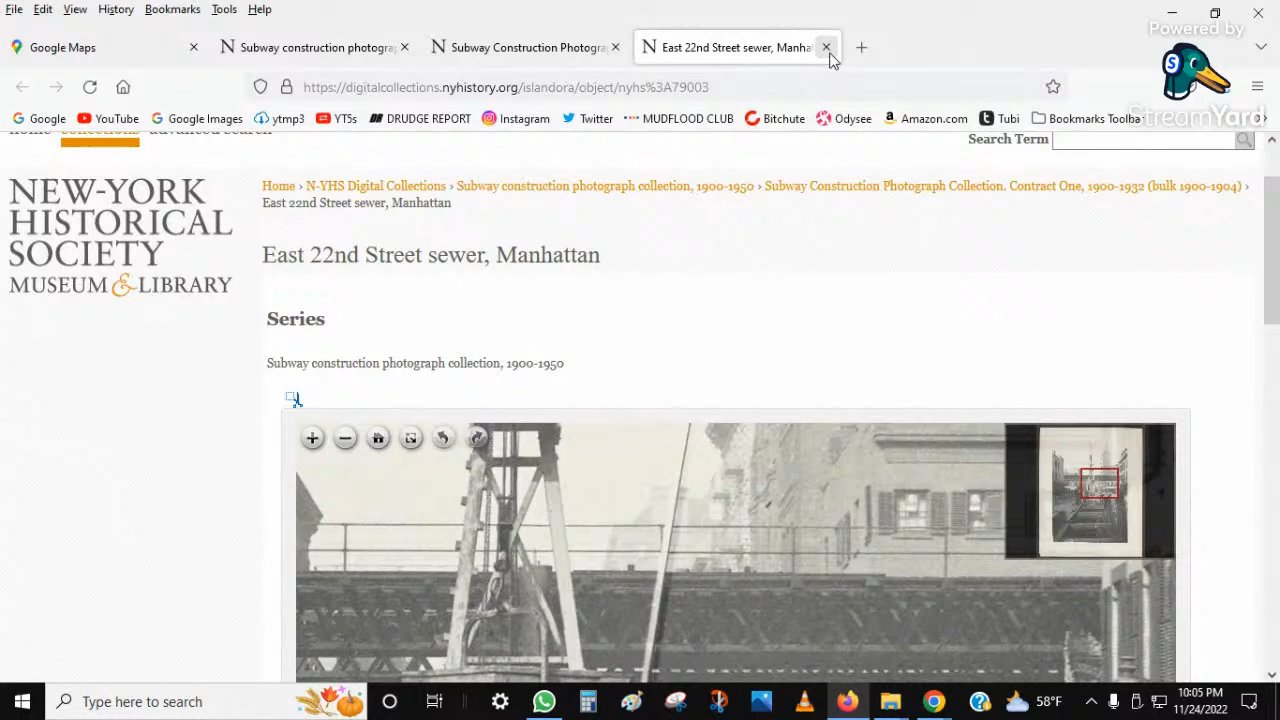 File Edit View History Bookmarks Tools Help
Powered by
StreamYard
S
Google Maps
Subway construction photogra
Subway Construction Photogra
East 22nd Street sewer, Manha
https://digitalcollections.nyhistory.org/islandora/object/nyhs%3A79003
Google YouTube Google Images ytmp3 YT5s DRUDGE REPORT Instagram Twitter MUDFLOOD CLUB Bitchute Odysee Amazon.com Tubi Bookmarks Toolba
home collections advanced search
Search Term
NEW-YORK
HISTORICAL
SOCIETY
MUSEUM & LIBRARY
Home › N-YHS Digital Collections › Subway construction photograph collection, 1900-1950 › Subway Construction Photograph Collection. Contract One, 1900-1932 (bulk 1900-1904) ›
East 22nd Street sewer, Manhattan
East 22nd Street sewer, Manhattan
Series
Subway construction photograph collection, 1900-1950
Type here to search
58°F
10:05 PM
11/24/2022